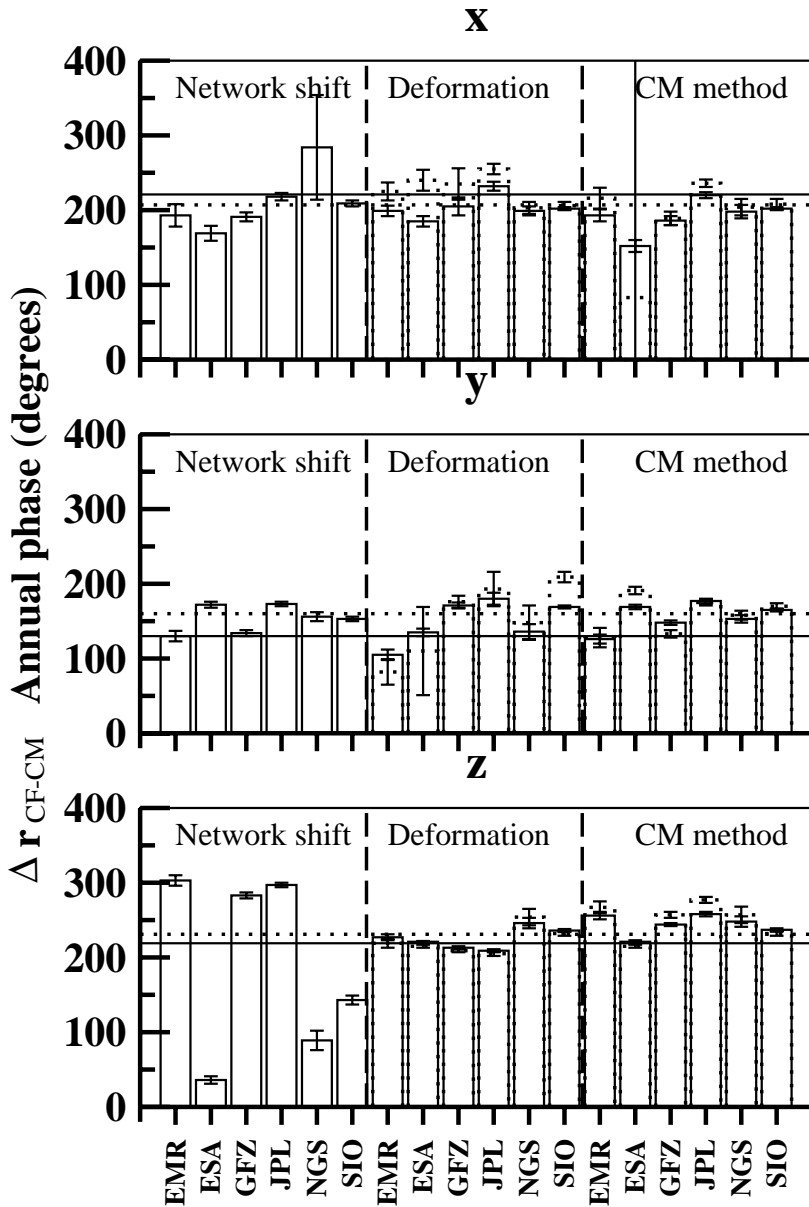 x
400
300
200
100
0
Network shift Deformation CM method
y
400
300
200
100
0
Network shift Deformation CM method
z
400
300
200
100
0
Network shift Deformation CM method
EMR ESA GFZ JPL NGS SIO EMR ESA GFZ JPL NGS SIO EMR ESA GFZ JPL NGS SIO
Δ r CF-CM Annual phase (degrees)